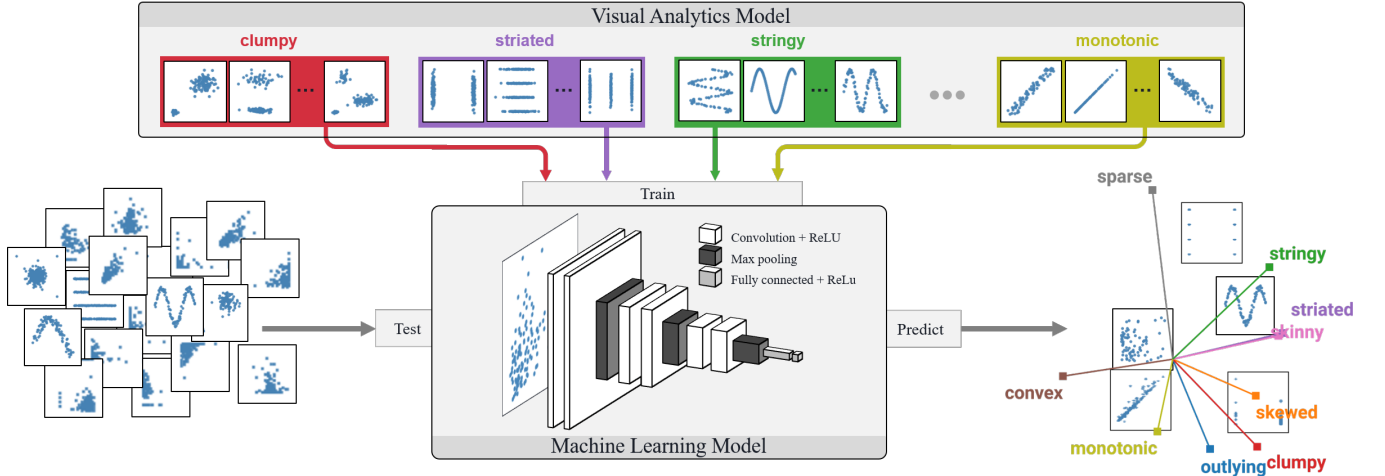 Visual Analytics Model
clumpy
striated
stringy
monotonic
Train
Convolution + ReLU
Max pooling
Fully connected + ReLu
Test
Predict
Machine Learning Model
sparse
stringy
striated
skinny
convex
skewed
monotonic
outlying
clumpy